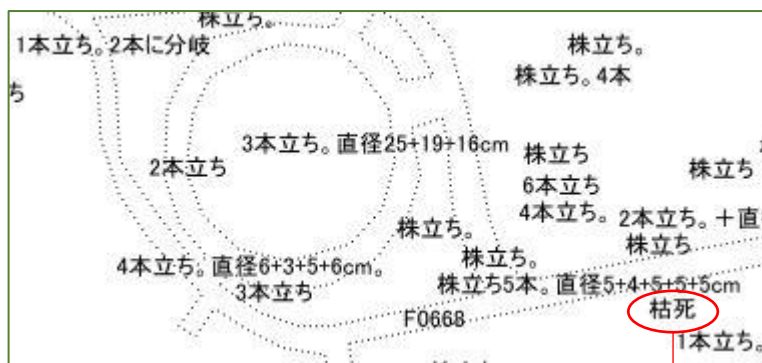 株立ち。
1本立ち。2本に分岐
株立ち。
株立ち。4本
ち
3本立ち。直径25+19+16cm
株立ち
株立ち
2本立ち
6本立ち
4本立ち。
2本立ち。＋直
株立ち。
株立ち
株立ち。
4本立ち。直径6+3+5+6cm。
株立ち5本。直径5+4+5+5+5cm
3本立ち
枯死
F0668
1本立ち。